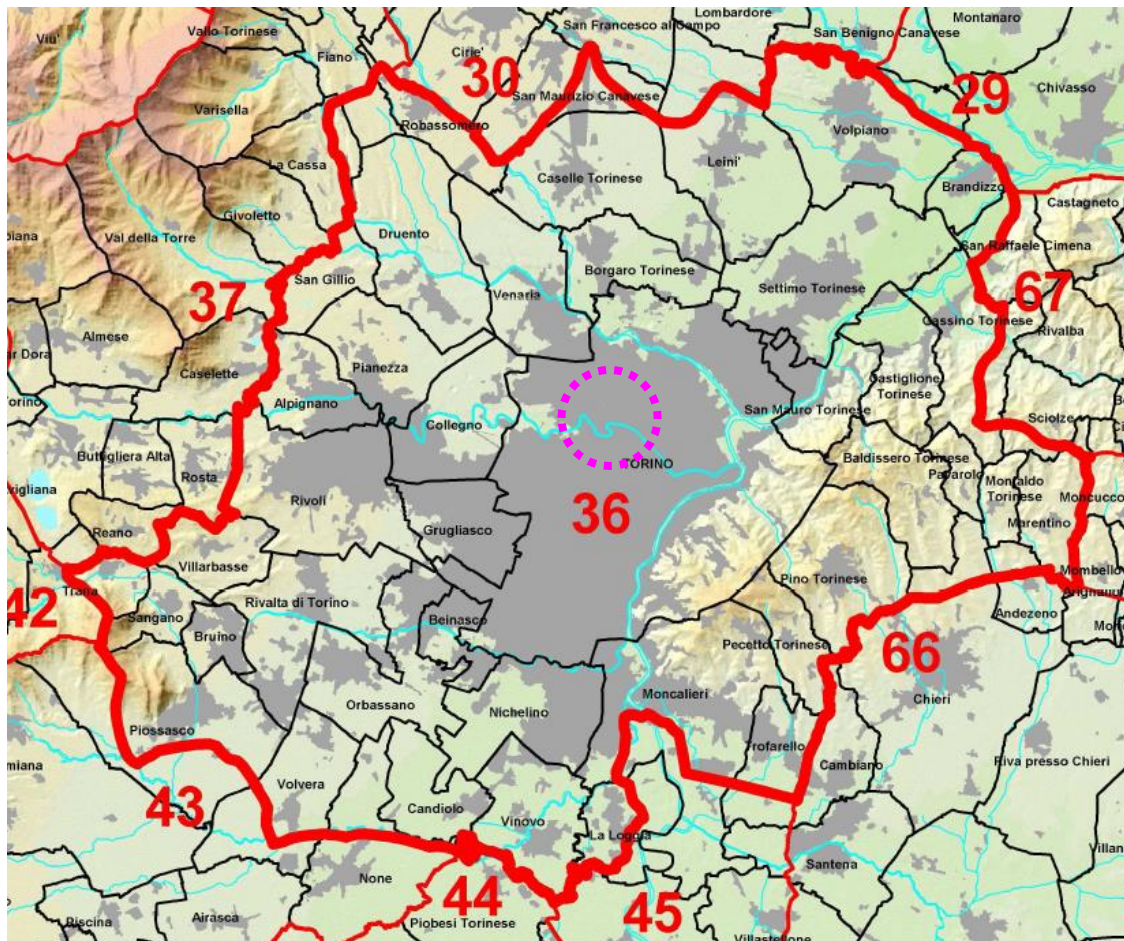 Lombardore
San Francesco al Campo
Montanaro
Vallo Torinese
Viu'
San Benigno Canavese
Cirie'
Fiano
30
29
Chivasso
San Maurizio Canavese
Varisella
Robassomero
Volpiano
Leini'
La Cassa
Caselle Torinese
Brandizzo
Castagneto
Givoletto
Druento
Val della Torre
San Raffaele Cimena
Borgaro Torinese
San Gillio
Settimo Torinese
Venaria
37
67
Gassino Torinese
Rivalba
Almese
Caselette
Pianezza
Castiglione
Torinese
Alpignano
San Mauro Torinese
Sciolze
Collegno
Buttigliera Alta
Baldissero Torinese
TORINO
Pavarolo
Rosta
Montaldo
Torinese
Moncucco
Rivoli
36
Marentino
Reano
Grugliasco
Villarbasse
Mombello
Pino Torinese
Trana
42
Rivalta di Torino
Andezeno
Sangano
Beinasco
Bruino
Pecetto Torinese
66
Moncalieri
Chieri
Orbassano
Nichelino
Piossasco
Trofarello
Cambiano
Riva presso Chieri
Volvera
43
Candiolo
Vinovo
La Loggia
Santena
None
44
45
Airasca
Piscina
Piobesi Torinese
Villastellone